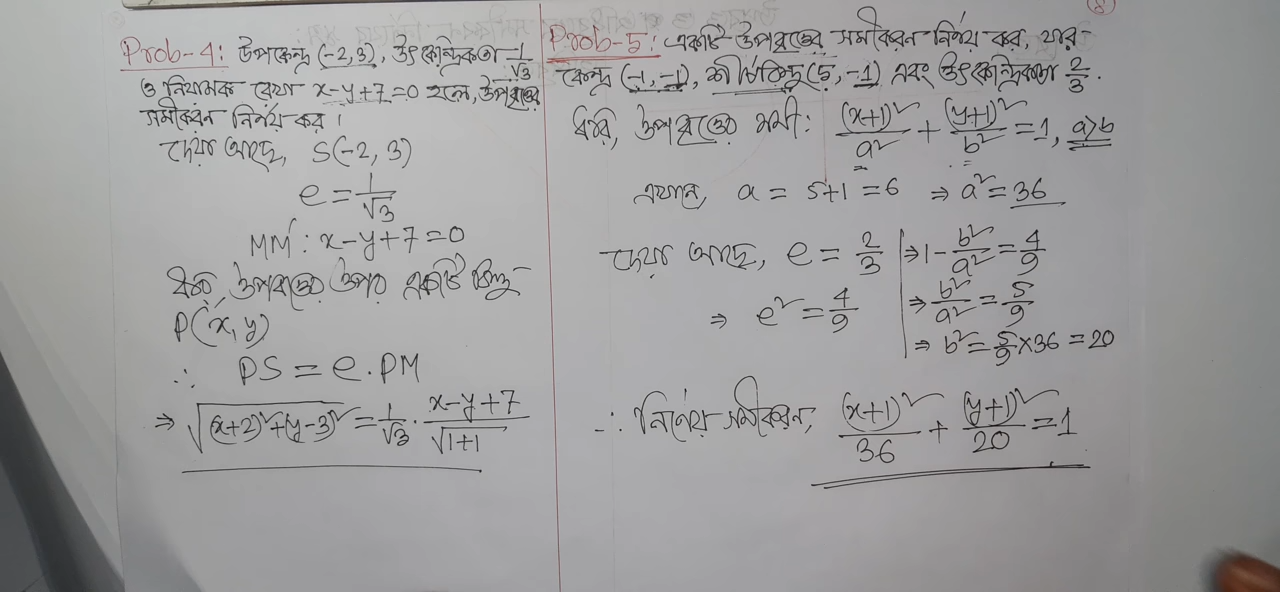 Prob-4: উপকেন্দ্র (-2,3), উৎকেন্দ্রিকতা 1/√3
ও নিয়ামক রেখা x-y+7=0 হলে, উপবৃত্তের
সমীকরন নির্ণয় কর।
দেয়া আছে, S(-2, 3)
e = 1/√3
MM': x-y+7=0
ধরি, উপবৃত্তের উপর একটি বিন্দু
P(x,y)
∴ PS = e.PM
⇒ √((x+2)²+(y-3)²) = 1/√3 · (x-y+7)/√(1+1)
Prob-5: একটি উপবৃত্তের সমীকরন নির্ণয় কর, যার
কেন্দ্র (-1,-1), শীর্ষবিন্দু (5,-1) এবং উৎকেন্দ্রিকতা 2/3.
ধরি, উপবৃত্তের সমী: (x+1)²/a² + (y+1)²/b² = 1, a>b
এখানে, a = 5+1 = 6 ⇒ a² = 36
দেয়া আছে, e = 2/3 ⇒ 1 - b²/a² = 4/9
⇒ e² = 4/9 ⇒ b²/a² = 5/9
⇒ b² = 5/9 × 36 = 20
∴ নির্ণেয় সমীকরন, (x+1)²/36 + (y+1)²/20 = 1